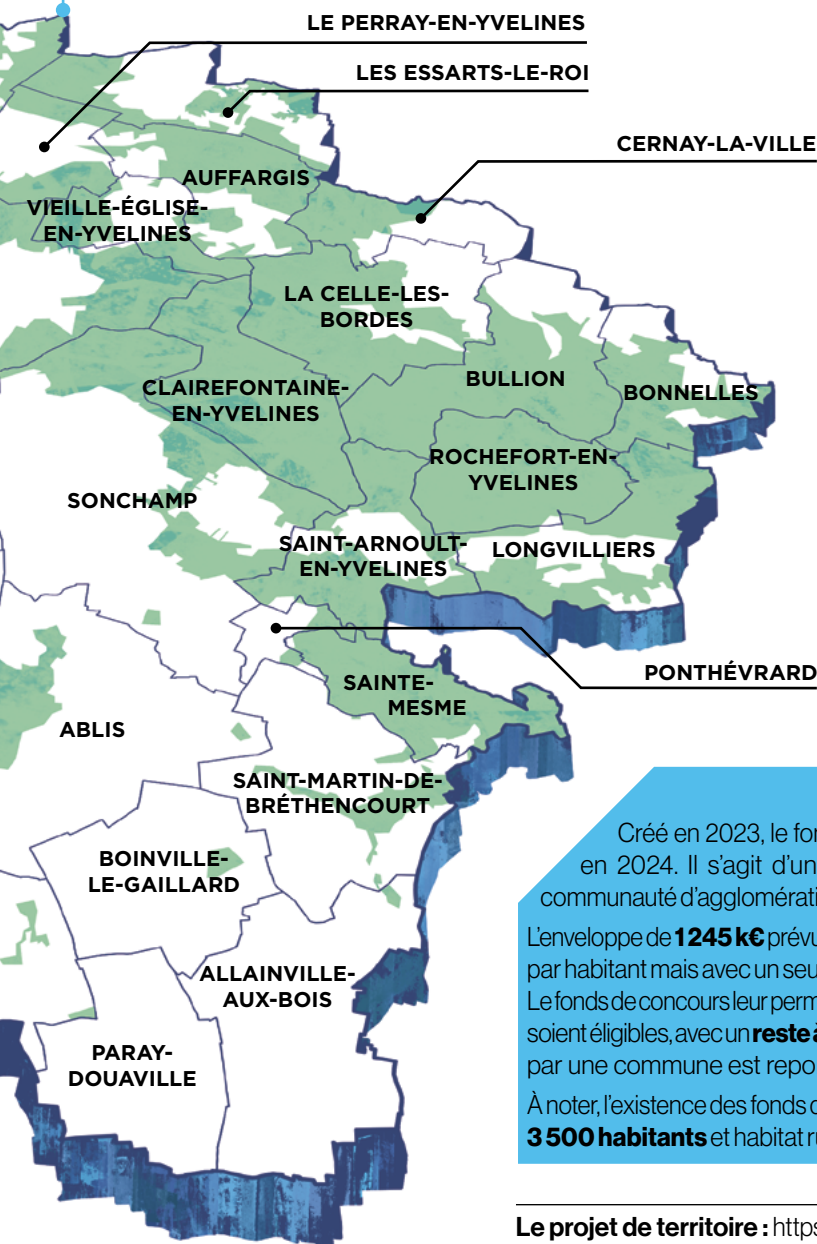 LE PERRAY-EN-YVELINES
LES ESSARTS-LE-ROI
CERNAY-LA-VILLE
AUFFARGIS
VIEILLE-ÉGLISE-
EN-YVELINES
LA CELLE-LES-
BORDES
CLAIREFONTAINE-
EN-YVELINES
BULLION
BONNELLES
ROCHEFORT-EN-
YVELINES
SONCHAMP
SAINT-ARNOULT-
EN-YVELINES
LONGVILLIERS
PONTHÉVRARD
SAINTE-
MESME
ABLIS
SAINT-MARTIN-DE-
BRÉTHENCOURT
BOINVILLE-
LE-GAILLARD
ALLAINVILLE-
AUX-BOIS
PARAY-
DOUAVILLE
Créé en 2023, le for
en 2024. Il s’agit d’un
communauté d’agglomérati
L’enveloppe de 1 245 k€ prévu
par habitant mais avec un seu
Le fonds de concours leur perm
soient éligibles, avec un reste à
par une commune est repo
À noter, l’existence des fonds d
3 500 habitants et habitat ru
Le projet de territoire : https